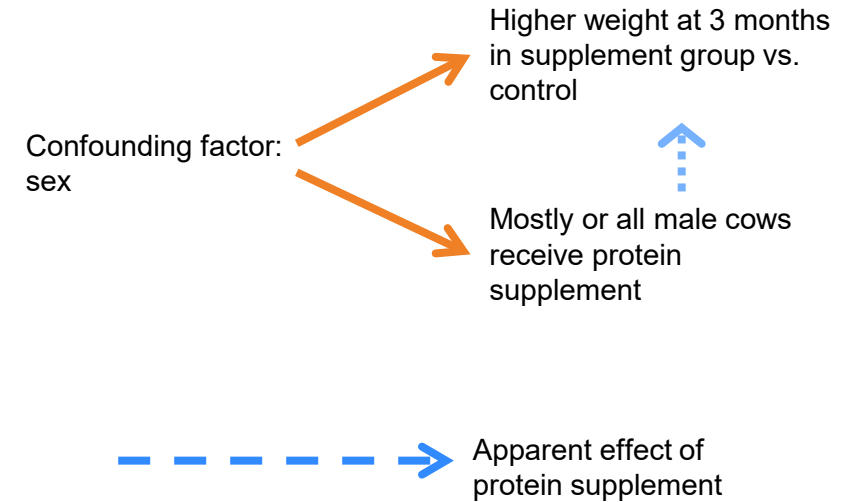 Higher weight at 3 months
in supplement group vs.
control
Confounding factor:
sex
Mostly or all male cows
receive protein
supplement
Apparent effect of
protein supplement